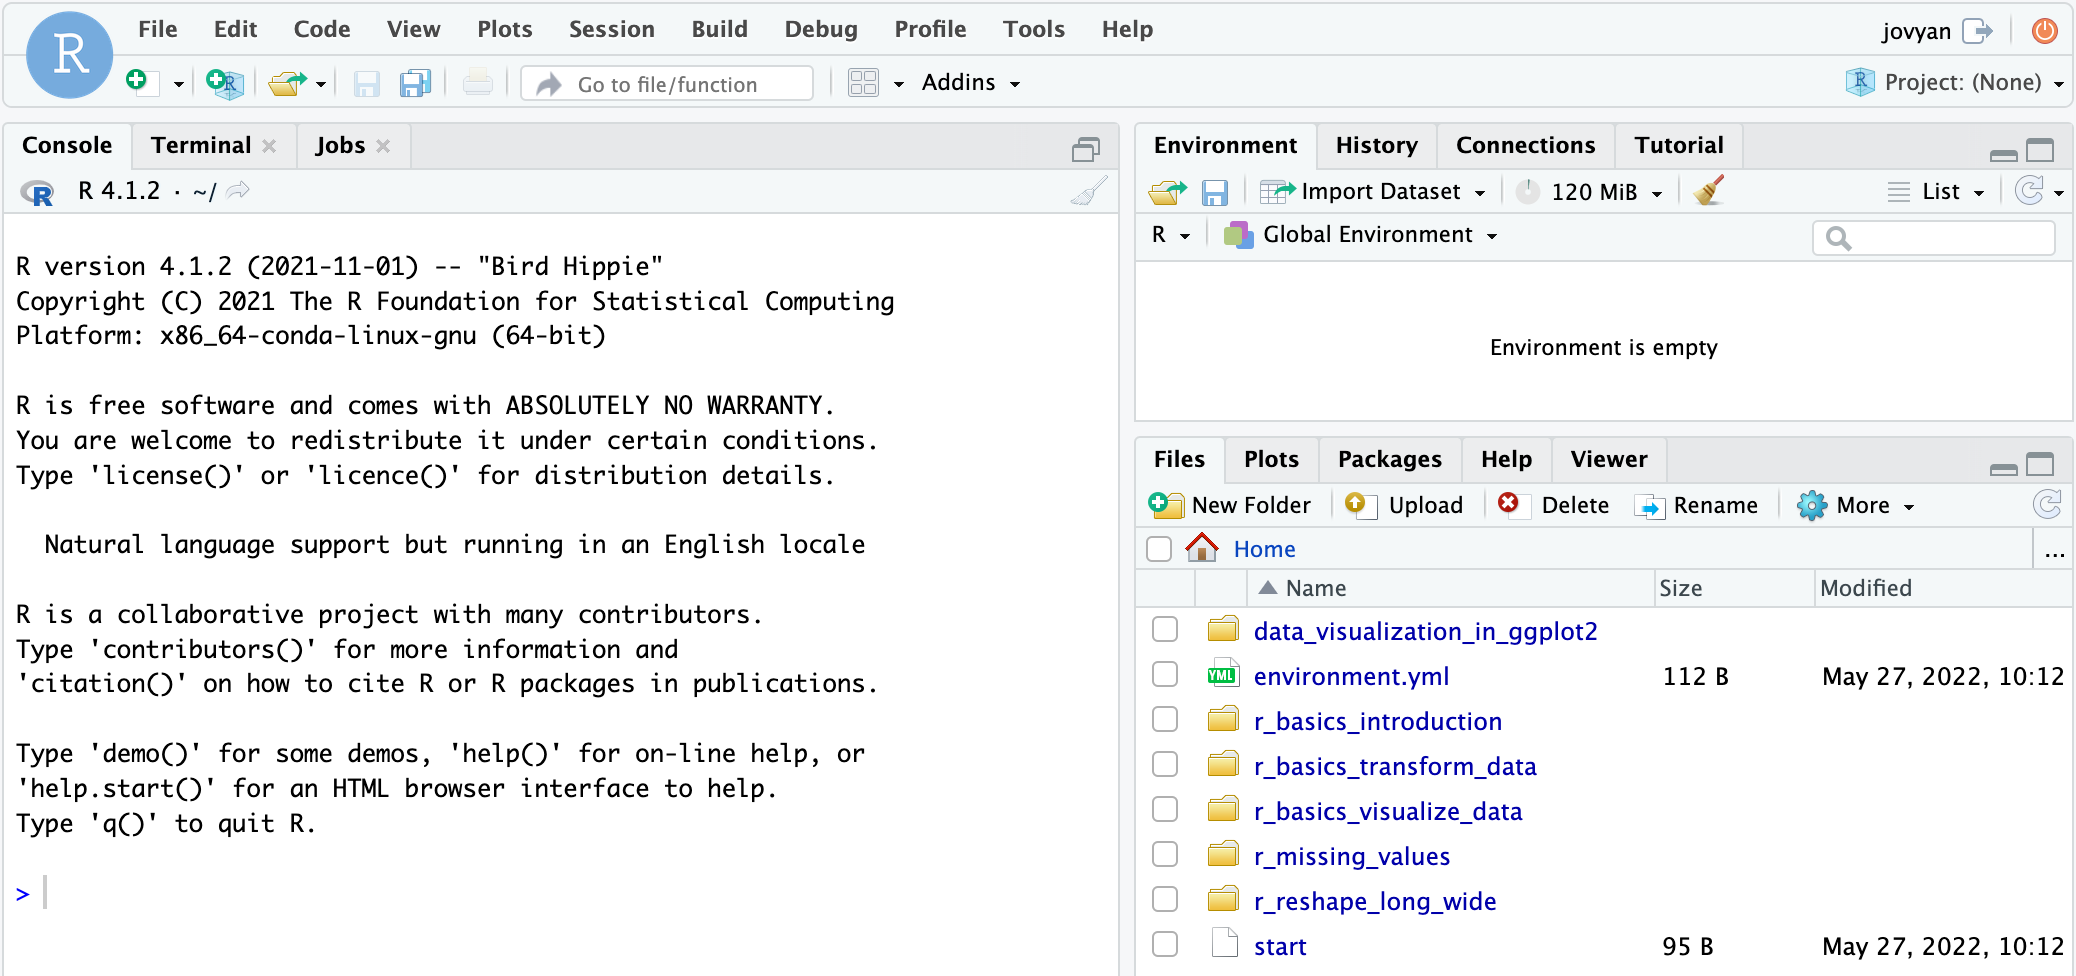 R
File Edit Code View Plots Session Build Debug Profile Tools Help
jovyan
R
Go to file/function
Addins
R Project: (None)
Console Terminal Jobs
R R 4.1.2 · ~/
R version 4.1.2 (2021-11-01) -- "Bird Hippie"
Copyright (C) 2021 The R Foundation for Statistical Computing
Platform: x86_64-conda-linux-gnu (64-bit)
R is free software and comes with ABSOLUTELY NO WARRANTY.
You are welcome to redistribute it under certain conditions.
Type 'license()' or 'licence()' for distribution details.
Natural language support but running in an English locale
R is a collaborative project with many contributors.
Type 'contributors()' for more information and
'citation()' on how to cite R or R packages in publications.
Type 'demo()' for some demos, 'help()' for on-line help, or
'help.start()' for an HTML browser interface to help.
Type 'q()' to quit R.
>
Environment History Connections Tutorial
Import Dataset 120 MiB List
R Global Environment
Environment is empty
Files Plots Packages Help Viewer
New Folder Upload Delete Rename More
Home ...
Name Size Modified
data_visualization_in_ggplot2
YML environment.yml 112 B May 27, 2022, 10:12
r_basics_introduction
r_basics_transform_data
r_basics_visualize_data
r_missing_values
r_reshape_long_wide
start 95 B May 27, 2022, 10:12